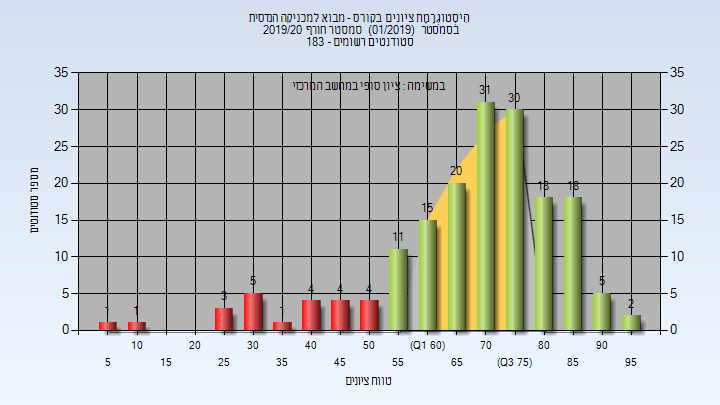 היסטוגרמת ציונים בקורס - מבוא למכניקה הנדסית
בסמסטר (01/2019) סמסטר חורף 2019/20
סטודנטים רשומים - 183
במשימה : ציון סופי במחשב המרכזי
מספר סטודנטים
35 35
30 30
25 25
20 20
15 15
10 10
5 5
0 0
1 1 3 5 1 4 4 4 11 15 20 31 30 18 18 5 2
10 20 30 40 50 (Q1 60) 70 80 90
5 15 25 35 45 55 65 (Q3 75) 85 95
טווח ציונים